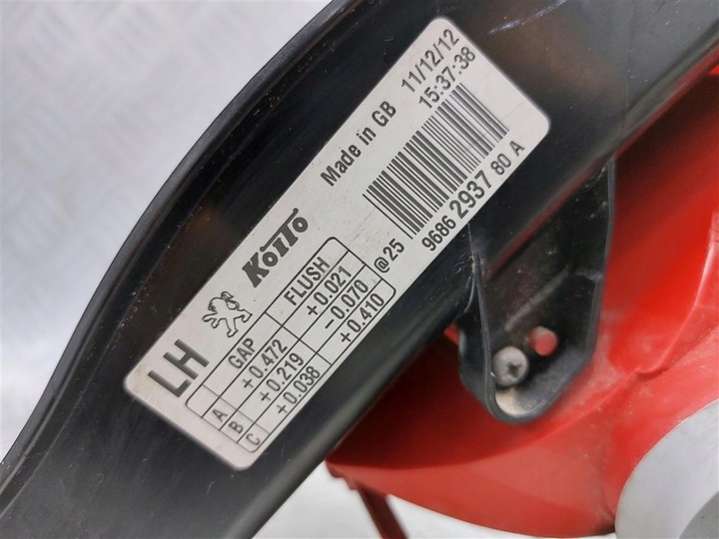 LH KOTTO Made in GB 11/12/12
15:37:38
GAP FLUSH
A +0.472 +0.021
B +0.219 -0.070
C +0.038 +0.410
@25 9686 2937 80 A